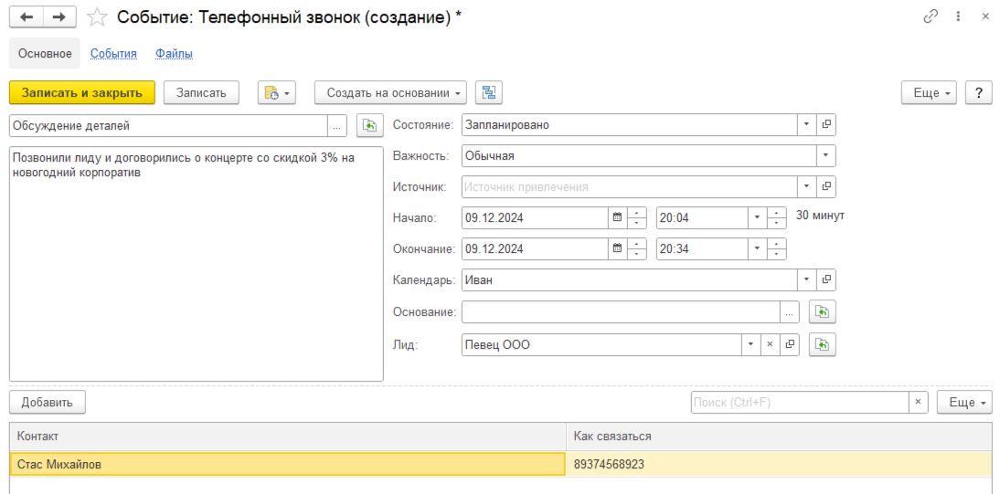 Событие: Телефонный звонок (создание) *
Основное События Файлы
Записать и закрыть Записать Создать на основании Еще ?
Обсуждение деталей ...
Позвонили лиду и договорились о концерте со скидкой 3% на
новогодний корпоратив
Состояние: Запланировано
Важность: Обычная
Источник: Источник привлечения
Начало: 09.12.2024 20:04 30 минут
Окончание: 09.12.2024 20:34
Календарь: Иван
Основание: ...
Лид: Певец ООО
Добавить Поиск (Ctrl+F) × Еще
Контакт Как связаться
Стас Михайлов 89374568923